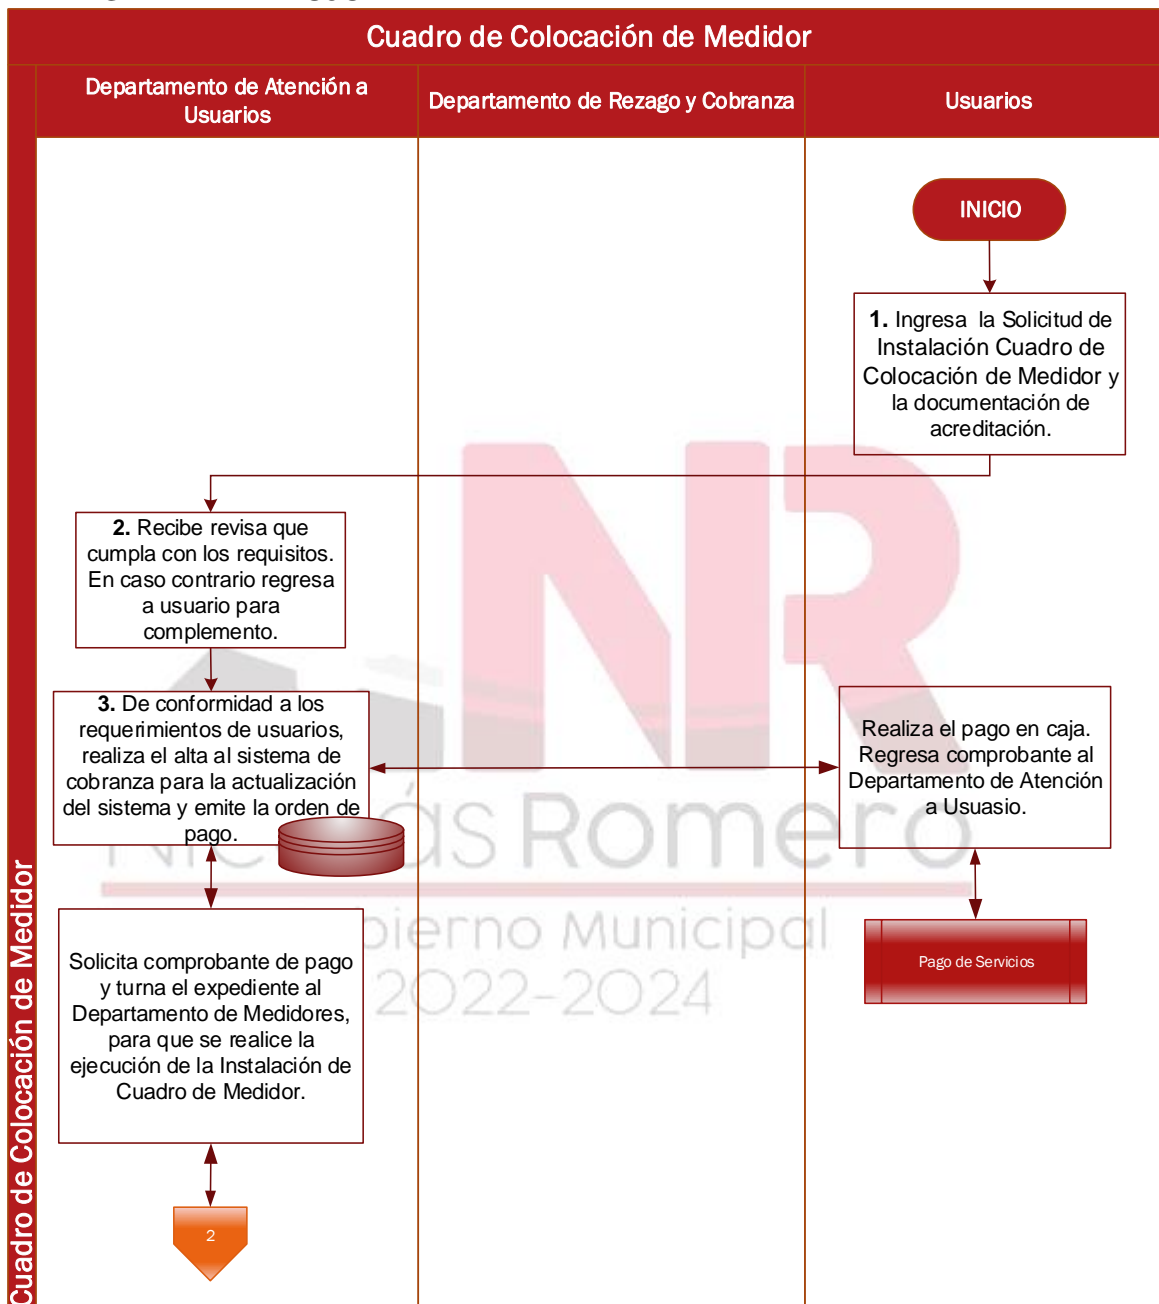 Cuadro de Colocación de Medidor
Departamento de Atención a
Usuarios
Departamento de Rezago y Cobranza
Usuarios
INICIO
1. Ingresa la Solicitud de
Instalación Cuadro de
Colocación de Medidor y
la documentación de
acreditación.
2. Recibe revisa que
cumpla con los requisitos.
En caso contrario regresa
a usuario para
complemento.
3. De conformidad a los
requerimientos de usuarios,
realiza el alta al sistema de
cobranza para la actualización
del sistema y emite la orden de
pago.
Realiza el pago en caja.
Regresa comprobante al
Departamento de Atención
a Usuasio.
Pago de Servicios
Solicita comprobante de pago
y turna el expediente al
Departamento de Medidores,
para que se realice la
ejecución de la Instalación de
Cuadro de Medidor.
2
Cuadro de Colocación de Medidor
NR
Romero
Municipal
2022-2024